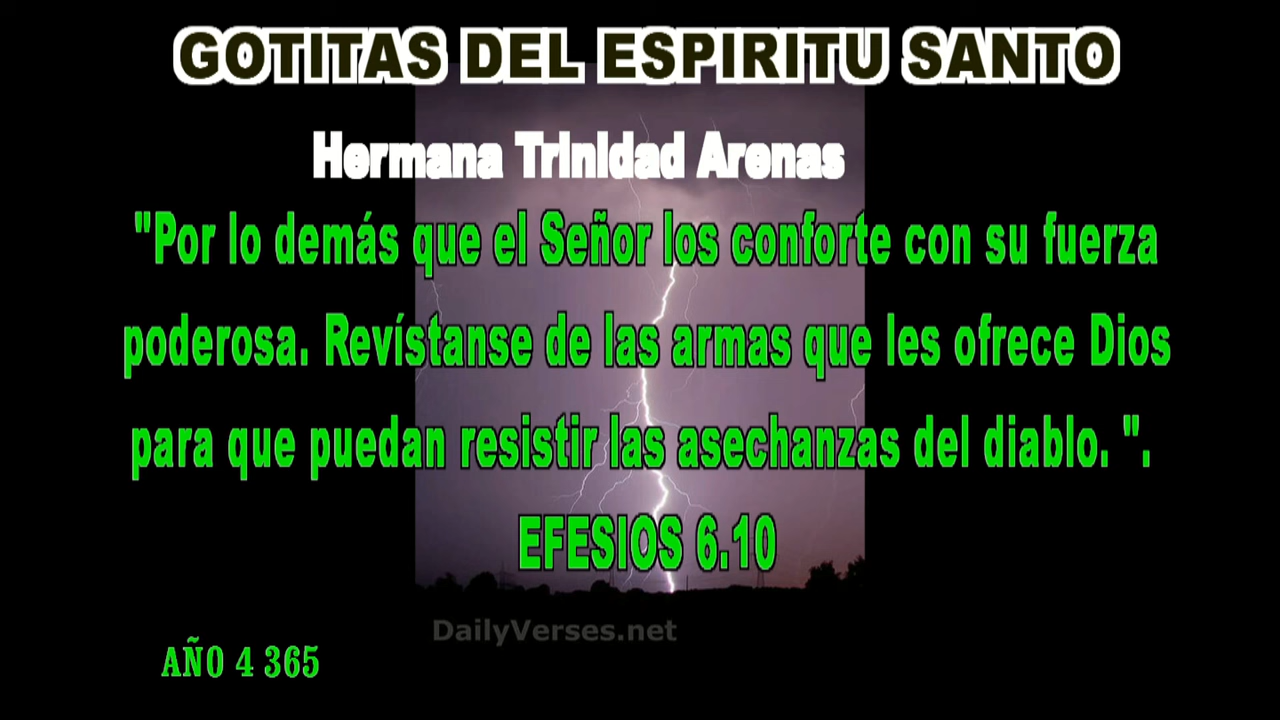 GOTITAS DEL ESPIRITU SANTO
Hermana Trinidad Arenas
"Por lo demás que el Señor los conforte con su fuerza
poderosa. Revístanse de las armas que les ofrece Dios
para que puedan resistir las asechanzas del diablo. ".
EFESIOS 6.10
DailyVerses.net
AÑO 4 365